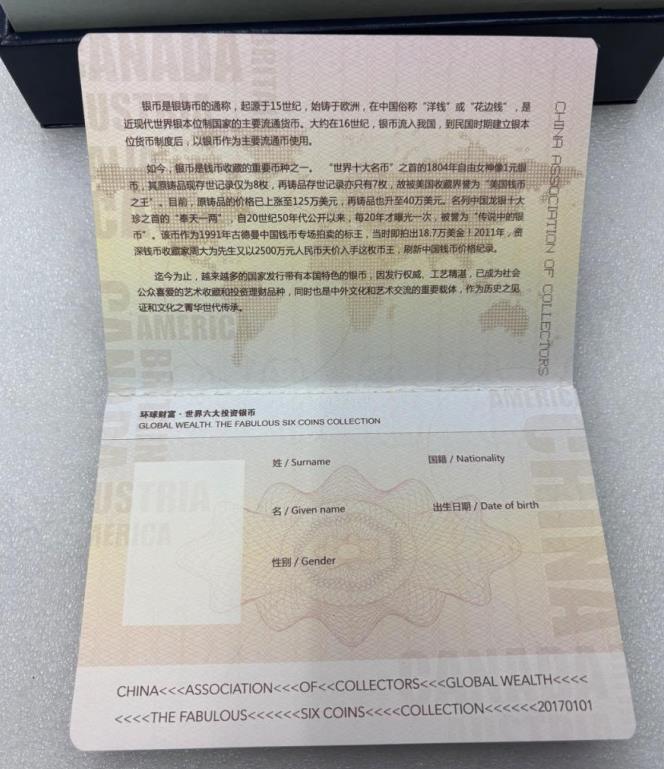 银币是银铸币的通称，起源于15世纪，始铸于欧洲，在中国俗称“洋钱”或“花边钱”，是
近现代世界银本位制国家的主要流通货币。大约在16世纪，银币流入我国，到民国时期建立银本
位货币制度后，以银币作为主要流通币使用。
如今，银币是钱币收藏的重要币种之一。“世界十大名币”之首的1804年自由女神像1元银
币，其原铸品现存世记录仅为8枚，再铸品存世记录亦只有7枚，故被美国收藏界誉为“美国钱币
之王”。目前，原铸品的价格已上涨至125万美元，再铸品也升至40万美元。名列中国龙银十大
珍之首的“奉天一两”，自20世纪50年代公开以来，每20年才曝光一次，被誉为“传说中的银
币”。该币作为1991年古德曼中国钱币专场拍卖的标王，当时即拍出18.7万美金！2011年，资
深钱币收藏家周大为先生又以2500万元人民币天价入手这枚币王，刷新中国钱币价格纪录。
迄今为止，越来越多的国家发行带有本国特色的银币，因发行权威、工艺精湛，已成为社会
公众喜爱的艺术收藏和投资理财品种，同时也是中外文化和艺术交流的重要载体，作为历史之见
证和文化之菁华世代传承。
CHINA ASSOCIATION OF COLLECTORS
环球财富·世界六大投资银币
GLOBAL WEALTH. THE FABULOUS SIX COINS COLLECTION
姓 / Surname
国籍 / Nationality
名 / Given name
出生日期 / Date of birth
性别 / Gender
CHINA<<<ASSOCIATION<<<OF<<COLLECTORS<<<GLOBAL WEALTH<<<<
<<<<THE FABULOUS<<<<<<SIX COINS<<<<COLLECTION<<<<<<20170101
CANADA
AMERIC
CANADA
BRITAIN
AMERIC
CHINA
USTRIA
MERICA